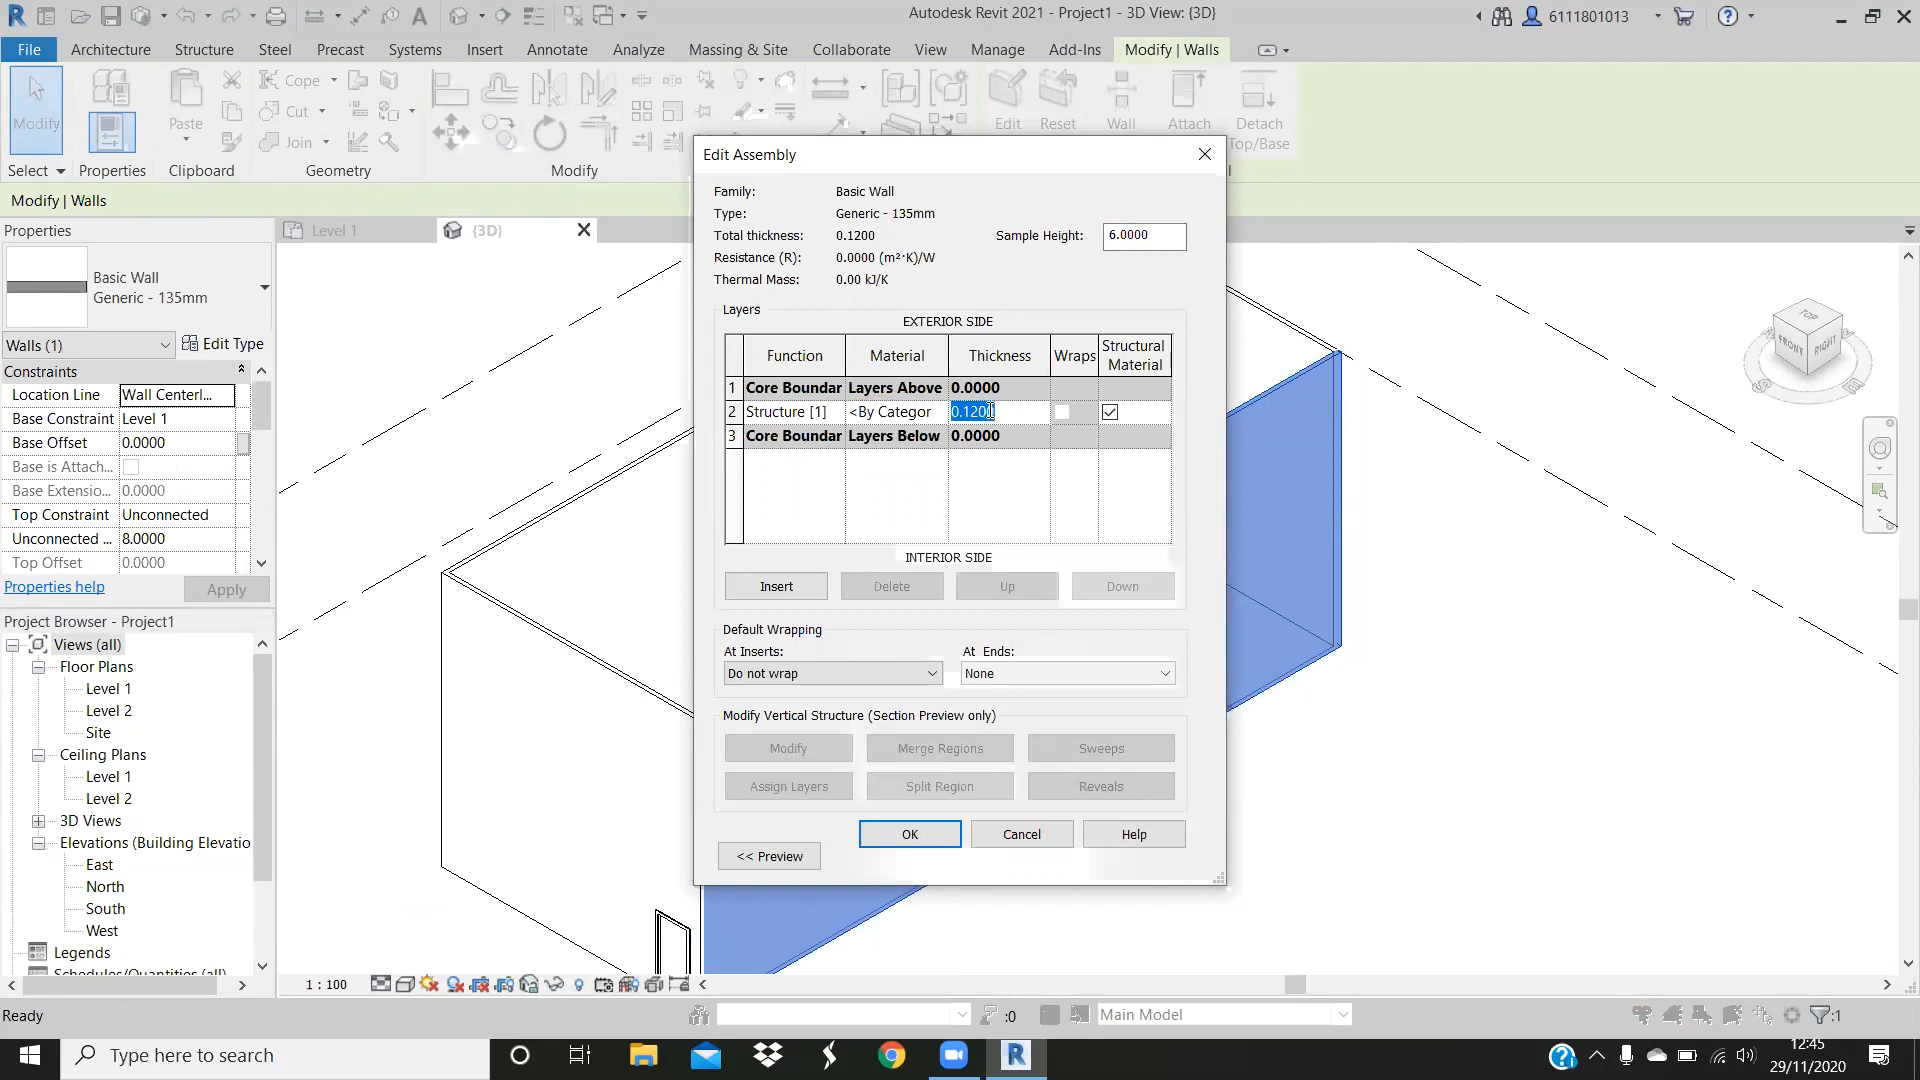 Autodesk Revit 2021 - Project1 - 3D View: {3D}
6111801013
File Architecture Structure Steel Precast Systems Insert Annotate Analyze Massing & Site Collaborate View Manage Add-Ins Modify | Walls
Modify
Paste
Cope
Cut
Join
Edit Reset Wall Attach Detach
Top/Base
Select Properties Clipboard Geometry Modify
Modify | Walls
Properties
Level 1
{3D}
Basic Wall
Generic - 135mm
Walls (1)
Edit Type
Constraints
Location Line Wall Centerl...
Base Constraint Level 1
Base Offset 0.0000
Base is Attach...
Base Extensio... 0.0000
Top Constraint Unconnected
Unconnected ... 8.0000
Top Offset 0.0000
Properties help
Apply
Project Browser - Project1
Views (all)
Floor Plans
Level 1
Level 2
Site
Ceiling Plans
Level 1
Level 2
3D Views
Elevations (Building Elevatio
East
North
South
West
Legends
Schedules/Quantities (all)
Edit Assembly
Family: Basic Wall
Type: Generic - 135mm
Total thickness: 0.1200
Sample Height: 6.0000
Resistance (R): 0.0000 (m²·K)/W
Thermal Mass: 0.00 kJ/K
Layers
EXTERIOR SIDE
Function Material Thickness Wraps Structural Material
1 Core Boundar Layers Above 0.0000
2 Structure [1] <By Categor 0.1200
3 Core Boundar Layers Below 0.0000
INTERIOR SIDE
Insert Delete Up Down
Default Wrapping
At Inserts: At Ends:
Do not wrap None
Modify Vertical Structure (Section Preview only)
Modify Merge Regions Sweeps
Assign Layers Split Region Reveals
OK Cancel Help
<< Preview
TOP
FRONT
RIGHT
1 : 100
Ready
:0
Main Model
:1
Type here to search
12:45
29/11/2020